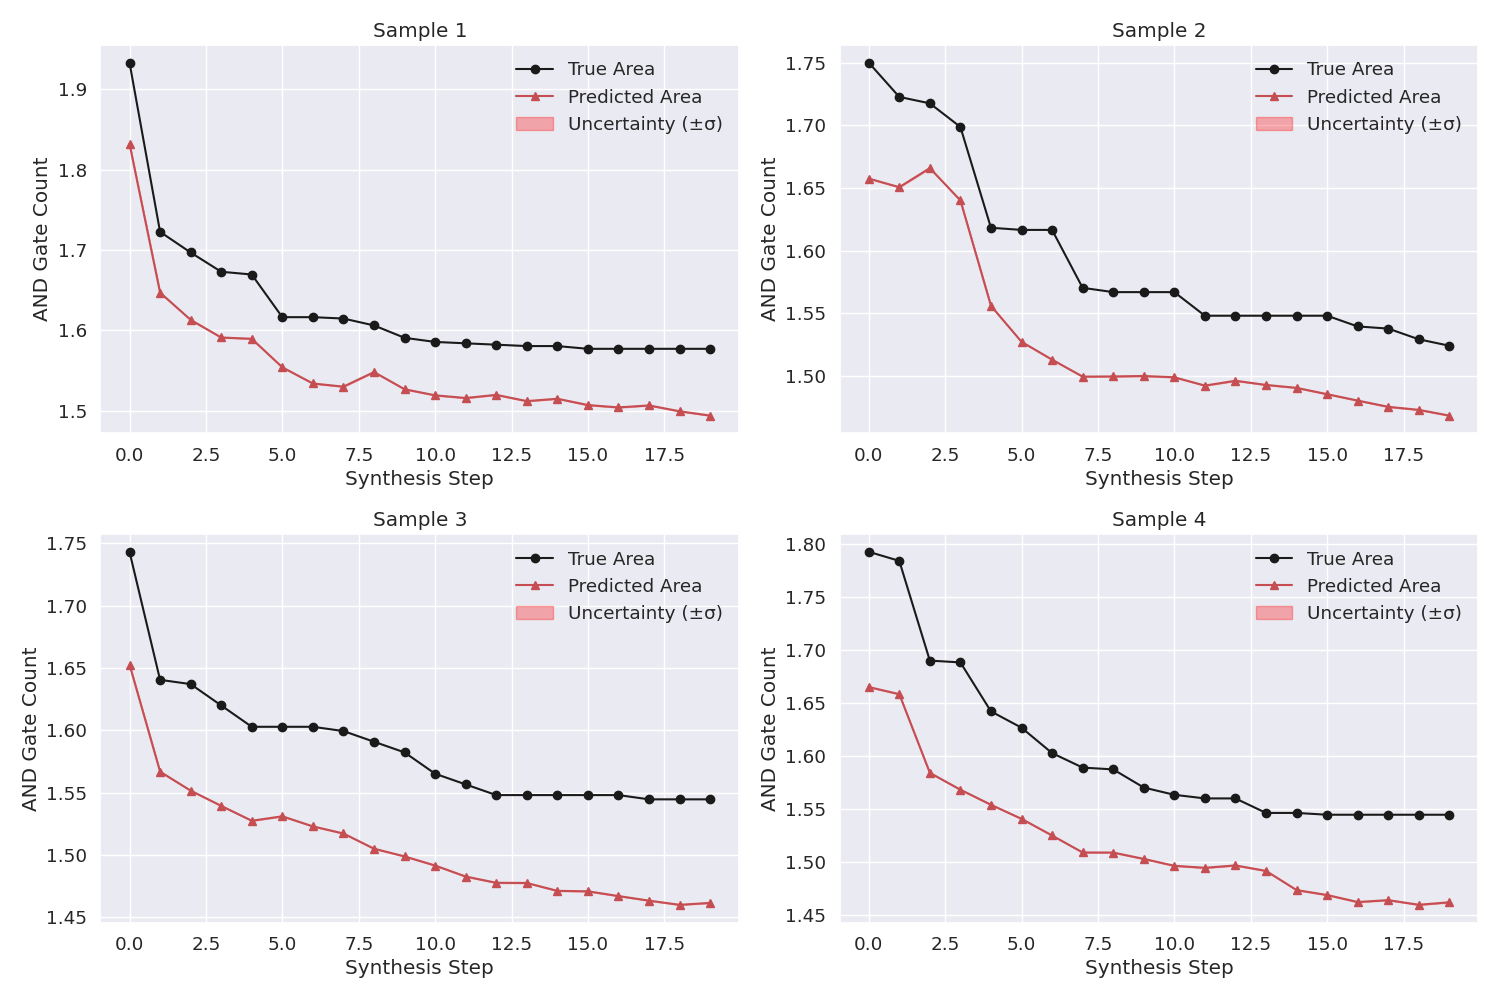 Sample 1
True Area
Predicted Area
Uncertainty (±σ)
AND Gate Count
1.9
1.8
1.7
1.6
1.5
0.0 2.5 5.0 7.5 10.0 12.5 15.0 17.5
Synthesis Step
Sample 2
True Area
Predicted Area
Uncertainty (±σ)
AND Gate Count
1.75
1.70
1.65
1.60
1.55
1.50
0.0 2.5 5.0 7.5 10.0 12.5 15.0 17.5
Synthesis Step
Sample 3
True Area
Predicted Area
Uncertainty (±σ)
AND Gate Count
1.75
1.70
1.65
1.60
1.55
1.50
1.45
0.0 2.5 5.0 7.5 10.0 12.5 15.0 17.5
Synthesis Step
Sample 4
True Area
Predicted Area
Uncertainty (±σ)
AND Gate Count
1.80
1.75
1.70
1.65
1.60
1.55
1.50
1.45
0.0 2.5 5.0 7.5 10.0 12.5 15.0 17.5
Synthesis Step